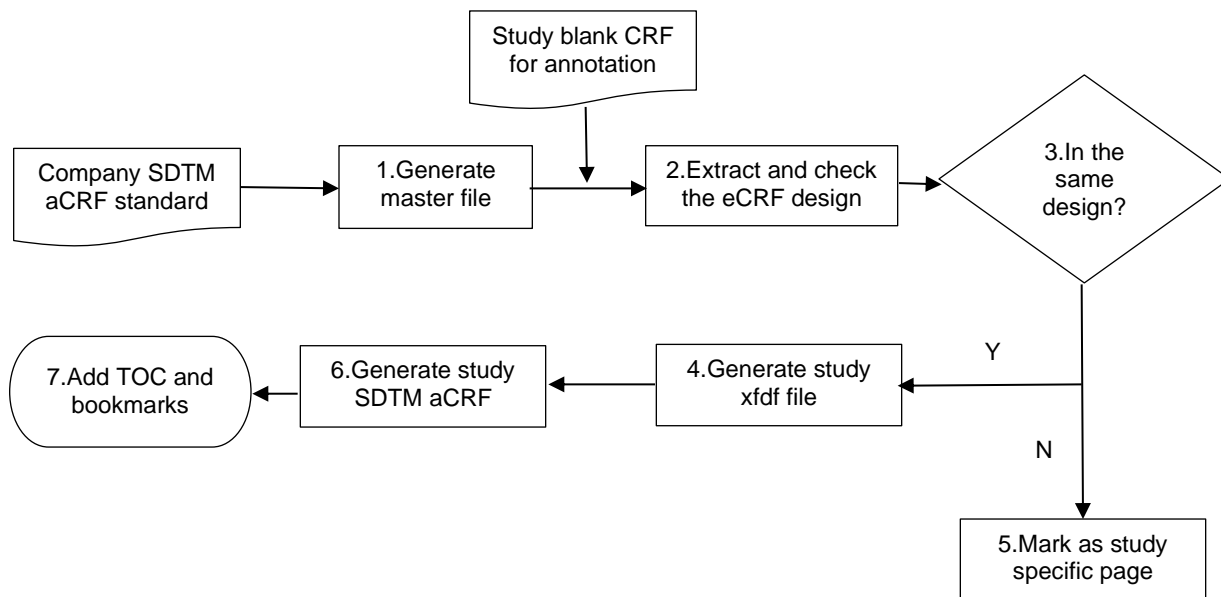 Study blank CRF
for annotation
Company SDTM
aCRF standard
1.Generate
master file
2.Extract and check
the eCRF design
3.In the
same
design?
Y
N
4.Generate study
xfdf file
6.Generate study
SDTM aCRF
7.Add TOC and
bookmarks
5.Mark as study
specific page